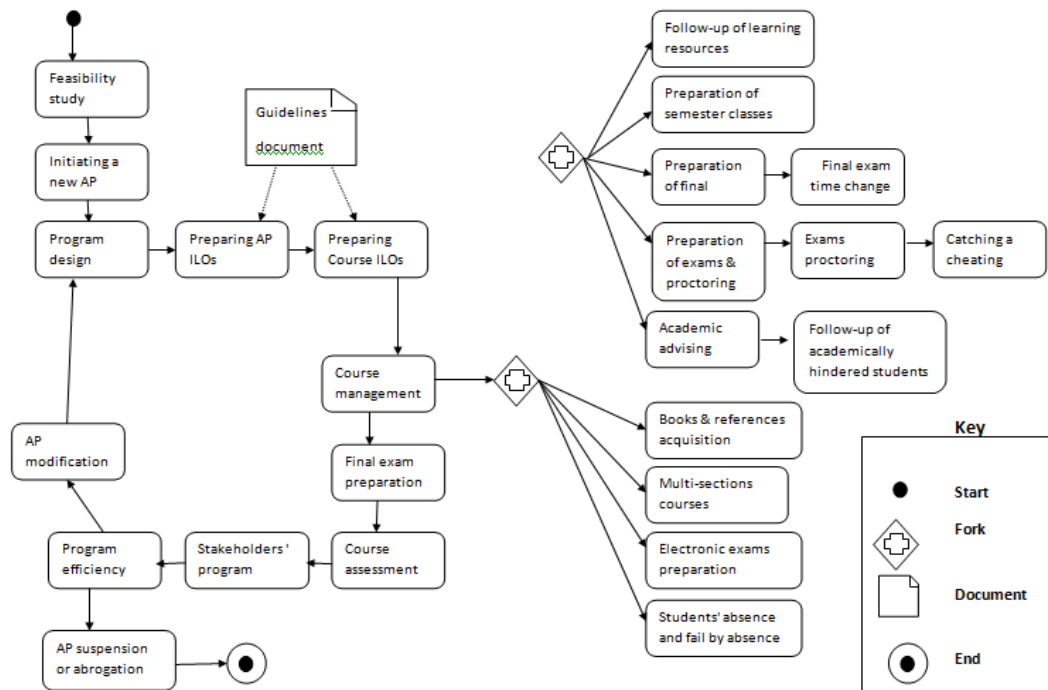 Feasibility
study
Initiating a
new AP
Program
design
Preparing AP
ILOs
Preparing
Course ILOs
Guidelines
document
Course
management
Final exam
preparation
Course
assessment
Stakeholders '
program
Program
efficiency
AP
modification
AP suspension
or abrogation
Follow-up of learning
resources
Preparation of
semester classes
Preparation
of final
Final exam
time change
Preparation
of exams &
proctoring
Exams
proctoring
Catching a
cheating
Academic
advising
Follow-up of
academically
hindered students
Books & references
acquisition
Multi-sections
courses
Electronic exams
preparation
Students' absence
and fail by absence
Key
Start
Fork
Document
End